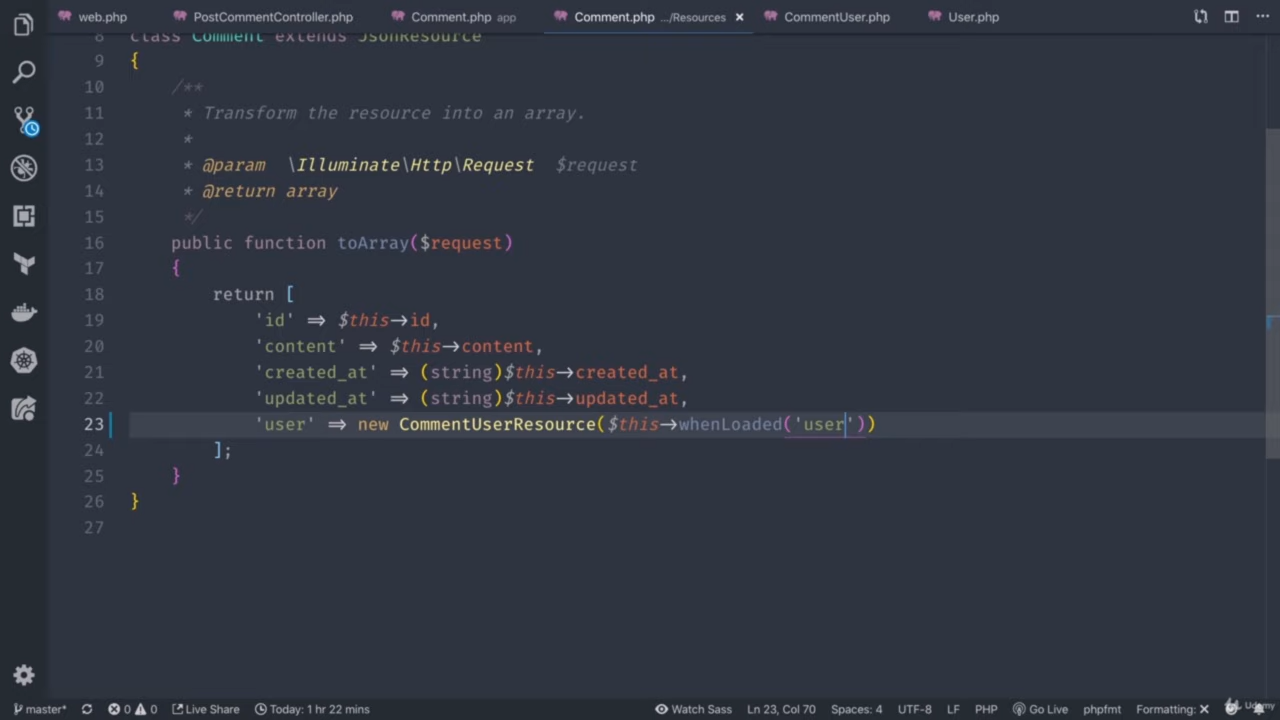 web.php PostCommentController.php Comment.php app Comment.php .../Resources × CommentUser.php User.php
8 class Comment extends JsonResource
9 {
10 /**
11 * Transform the resource into an array.
12 *
13 * @param \Illuminate\Http\Request $request
14 * @return array
15 */
16 public function toArray($request)
17 {
18 return [
19 'id' => $this->id,
20 'content' => $this->content,
21 'created_at' => (string)$this->created_at,
22 'updated_at' => (string)$this->updated_at,
23 'user' => new CommentUserResource($this->whenLoaded('user'))
24 ];
25 }
26 }
27
master* 0 0 Live Share Today: 1 hr 22 mins Watch Sass Ln 23, Col 70 Spaces: 4 UTF-8 LF PHP Go Live phpfmt Formatting: × Udemy